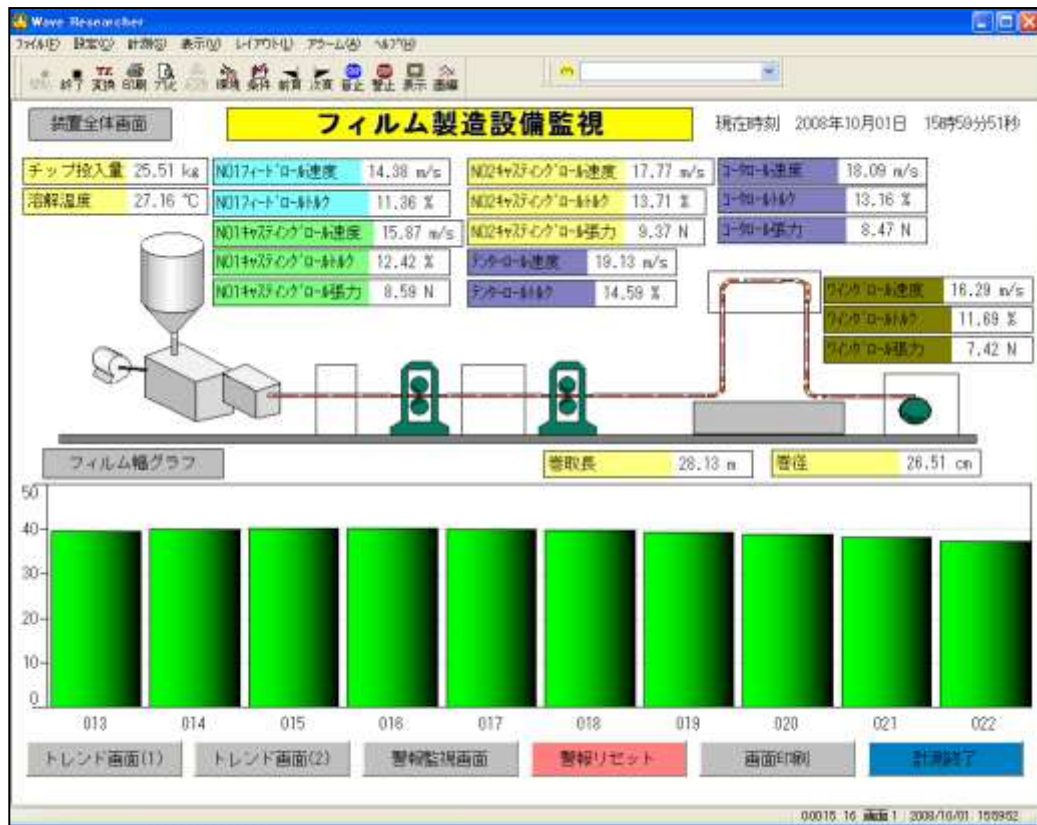 Wave Researcher
ファイル(F) 設定(C) 計測(S) 表示(V) レイアウト(L) アラーム(A) ヘルプ(H)
終了 変換 印刷 環境 条件 前頁 次頁 音止 警止 表示 画編
装置全体画面 フィルム製造設備監視 現在時刻 2008年10月01日 15時59分51秒
チップ投入量 25.51 kg NO1フィードロール速度 14.38 m/s NO2キャスティングロール速度 17.77 m/s コータロール速度 18.09 m/s
溶解温度 27.16 ℃ NO1フィードロールトルク 11.36 % NO2キャスティングロールトルク 13.71 % コータロールトルク 13.16 %
NO1キャスティングロール速度 15.87 m/s NO2キャスティングロール張力 9.37 N コータロール張力 8.47 N
NO1キャスティングロールトルク 12.42 % テンターロール速度 19.13 m/s
NO1キャスティングロール張力 8.59 N テンターロールトルク 14.59 % ワインダロール速度 16.29 m/s
ワインダロールトルク 11.69 %
ワインダロール張力 7.42 N
フィルム幅グラフ 巻取長 28.13 m 巻径 26.51 cm
50
40
30
20
10
0
013 014 015 016 017 018 019 020 021 022
トレンド画面(1) トレンド画面(2) 警報監視画面 警報リセット 画面印刷 計測終了
00015 16 画面1 2008/10/01 155952